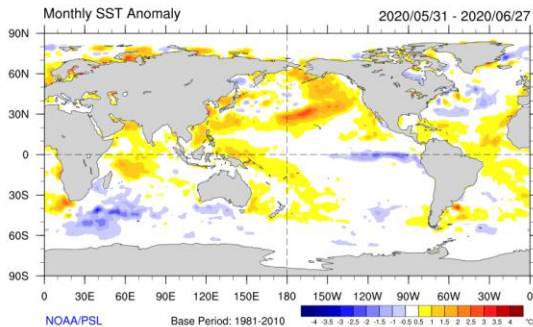 Monthly SST Anomaly 2020/05/31 - 2020/06/27
90N
60N
30N
0
30S
60S
90S
0 30E 60E 90E 120E 150E 180 150W 120W 90W 60W 30W 0
NOAA/PSL Base Period: 1981-2010
-4 -3.5 -3 -2.5 -2 -1.5 -1 -0.5 0.5 1 1.5 2 2.5 3 3.5 4 °C